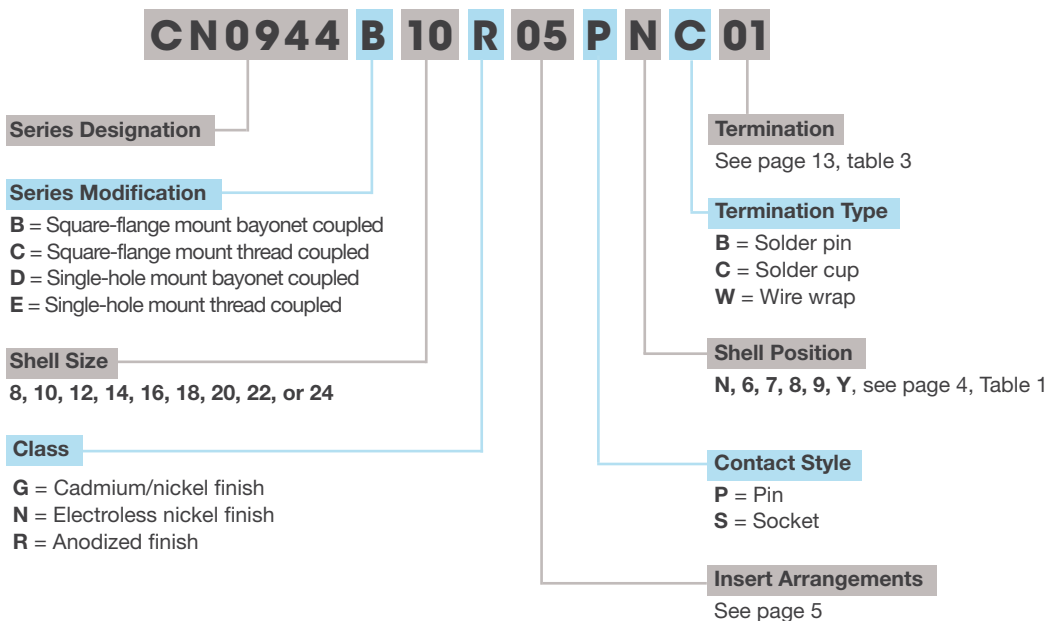 CN0944 B 10 R 05 P N C 01
Series Designation
Series Modification
B = Square-flange mount bayonet coupled
C = Square-flange mount thread coupled
D = Single-hole mount bayonet coupled
E = Single-hole mount thread coupled
Shell Size
8, 10, 12, 14, 16, 18, 20, 22, or 24
Class
G = Cadmium/nickel finish
N = Electroless nickel finish
R = Anodized finish
Termination
See page 13, table 3
Termination Type
B = Solder pin
C = Solder cup
W = Wire wrap
Shell Position
N, 6, 7, 8, 9, Y, see page 4, Table 1
Contact Style
P = Pin
S = Socket
Insert Arrangements
See page 5